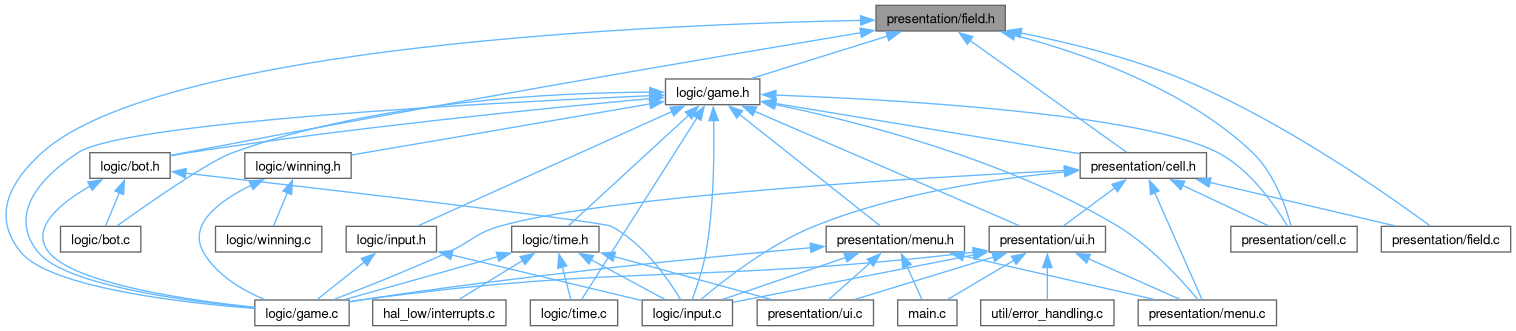 presentation/field.h
logic/game.h
logic/bot.h
logic/winning.h
presentation/cell.h
logic/bot.c
logic/winning.c
logic/input.h
logic/time.h
presentation/menu.h
presentation/ui.h
presentation/cell.c
presentation/field.c
logic/game.c
hal_low/interrupts.c
logic/time.c
logic/input.c
presentation/ui.c
main.c
util/error_handling.c
presentation/menu.c